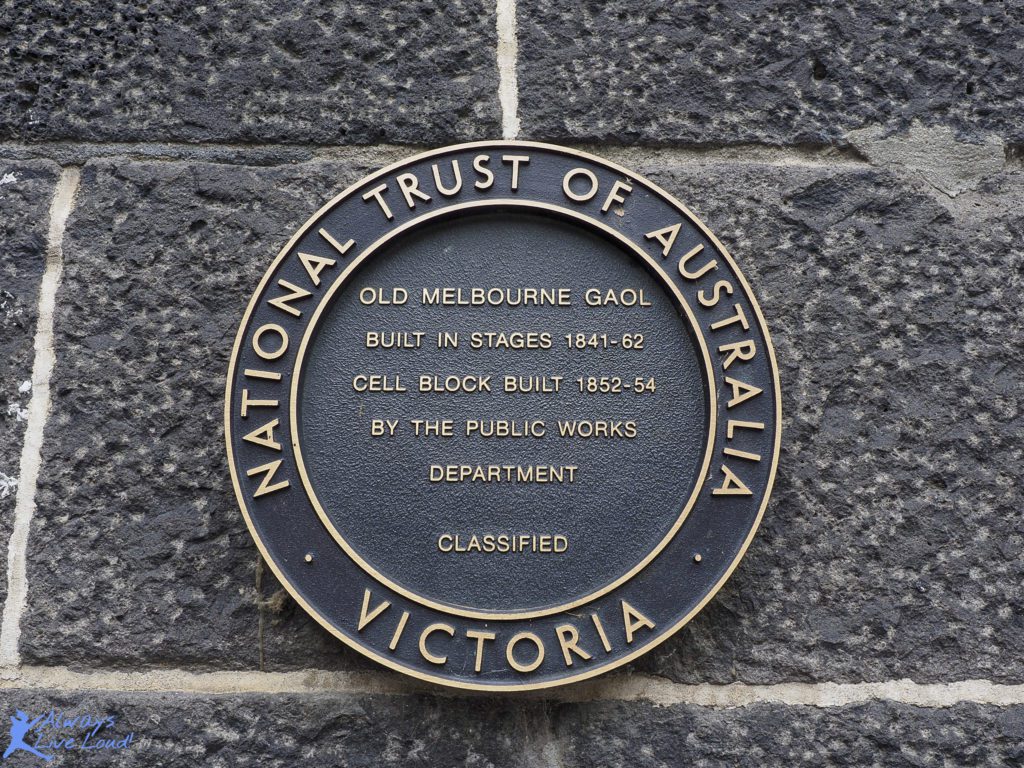 NATIONAL TRUST OF AUSTRALIA
OLD MELBOURNE GAOL
BUILT IN STAGES 1841-62
CELL BLOCK BUILT 1852-54
BY THE PUBLIC WORKS
DEPARTMENT
CLASSIFIED
VICTORIA
Always
Live Loud!